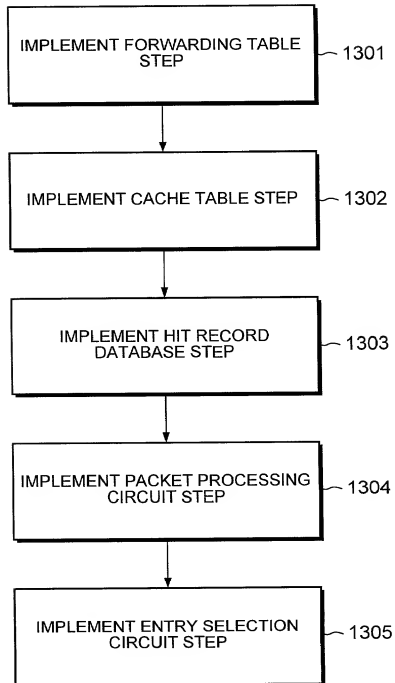 IMPLEMENT FORWARDING TABLE
STEP
1301
IMPLEMENT CACHE TABLE STEP
1302
IMPLEMENT HIT RECORD
DATABASE STEP
1303
IMPLEMENT PACKET PROCESSING
CIRCUIT STEP
1304
IMPLEMENT ENTRY SELECTION
CIRCUIT STEP
1305